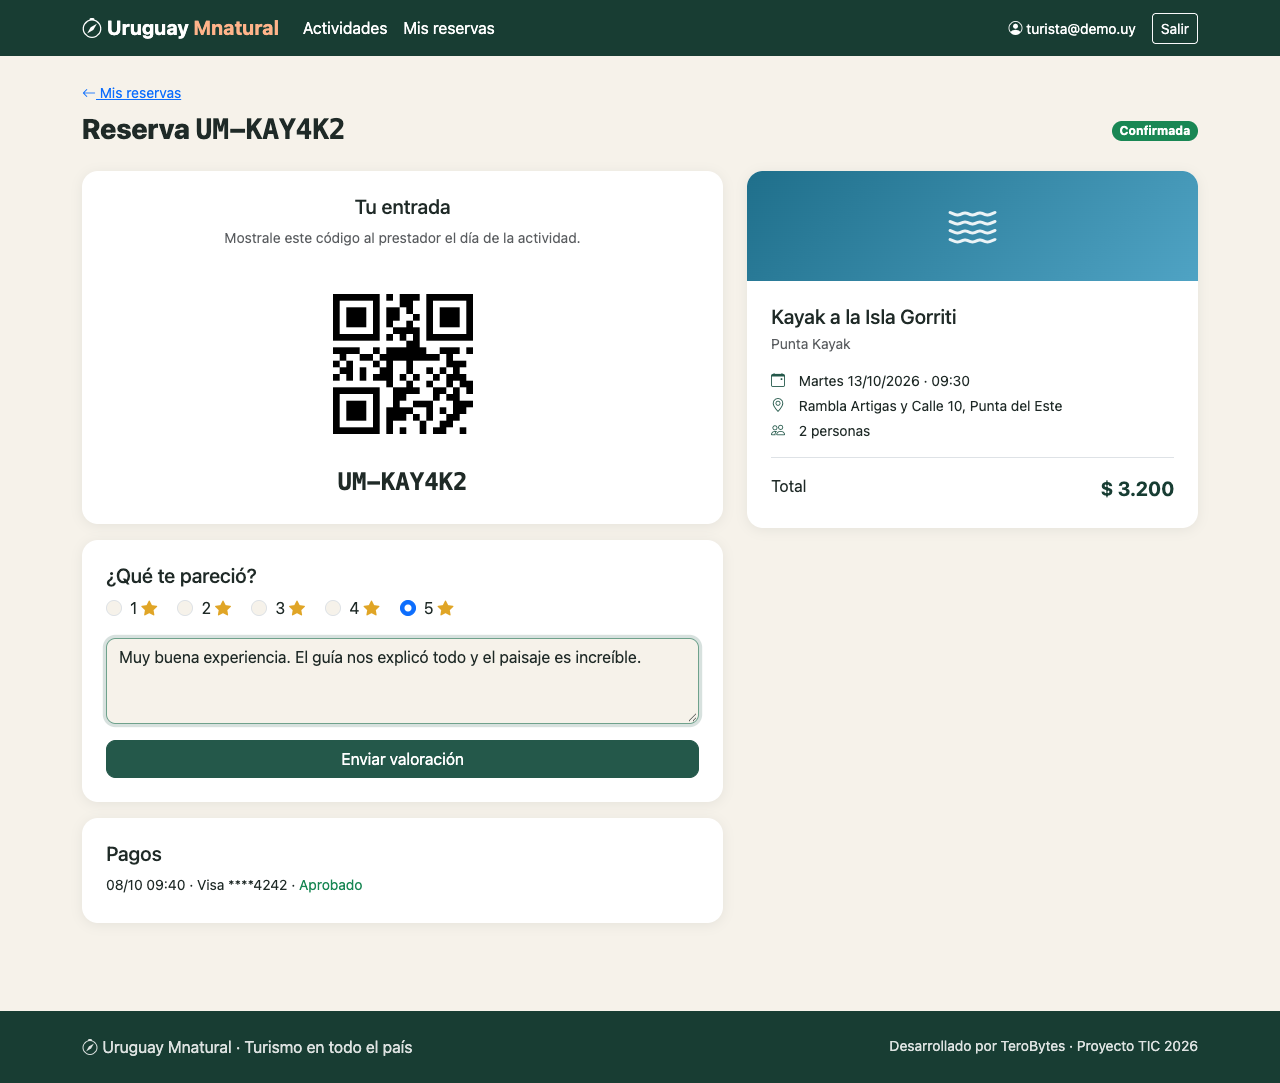 Uruguay Mnatural
Actividades
Mis reservas
turista@demo.uy
Salir
← Mis reservas
Reserva UM-KAY4K2
Confirmada
Tu entrada
Mostrale este código al prestador el día de la actividad.
UM-KAY4K2
¿Qué te pareció?
1
2
3
4
5
Muy buena experiencia. El guía nos explicó todo y el paisaje es increíble.
Enviar valoración
Pagos
08/10 09:40 · Visa ****4242 · Aprobado
Kayak a la Isla Gorriti
Punta Kayak
Martes 13/10/2026 · 09:30
Rambla Artigas y Calle 10, Punta del Este
2 personas
Total
$ 3.200
Uruguay Mnatural · Turismo en todo el país
Desarrollado por TeroBytes · Proyecto TIC 2026